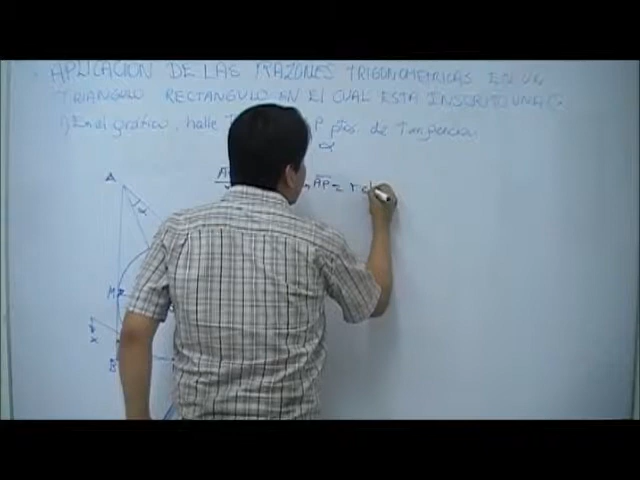 APLICACION DE LAS RAZONES TRIGONOMETRICAS EN UN
TRIANGULO RECTANGULO EN EL CUAL ESTA INSCRITO UNA
1) En el gráfico, halle P ptos. de Tangencia
α
AP = r
A
α
M
x
B